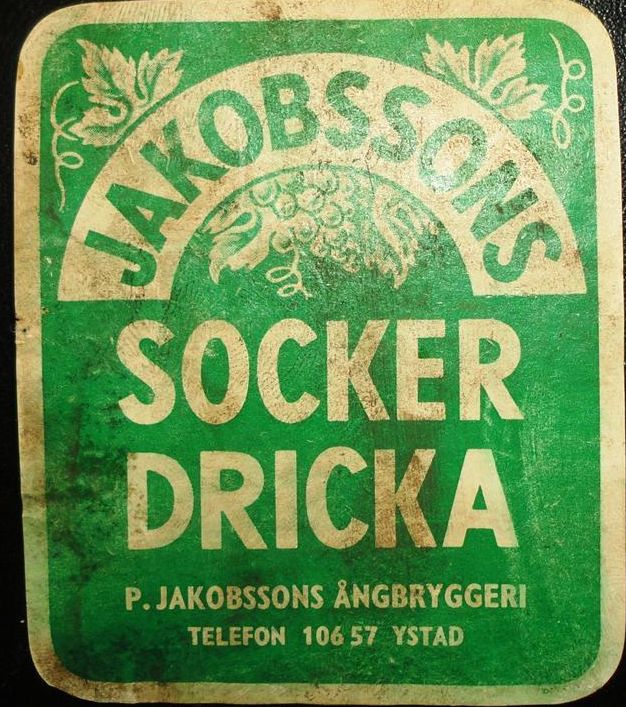 JAKOBSSONS
SOCKER
DRICKA
P. JAKOBSSONS ÅNGBRYGGERI
TELEFON 106 57 YSTAD